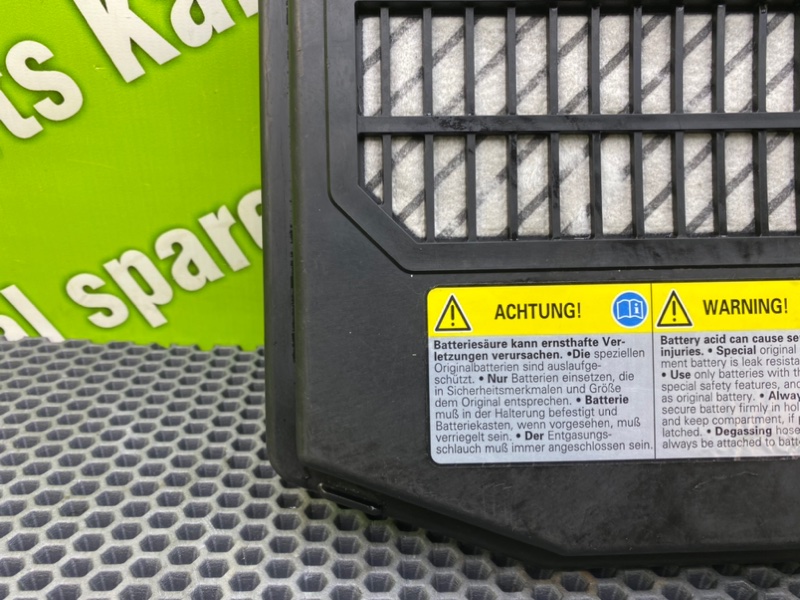 ts Kar
al spare
ACHTUNG!
Batteriesäure kann ernsthafte Ver-
letzungen verursachen. •Die speziellen
Originalbatterien sind auslaufge-
schützt. • Nur Batterien einsetzen, die
in Sicherheitsmerkmalen und Größe
dem Original entsprechen. • Batterie
muß in der Halterung befestigt und
Batteriekasten, wenn vorgesehen, muß
verriegelt sein. • Der Entgasungs-
schlauch muß immer angeschlossen sein.
WARNING!
Battery acid can cause se
injuries. • Special original
ment battery is leak resista
• Use only batteries with th
special safety features, and
as original battery. • Alway
secure battery firmly in hol
and keep compartment, if p
latched. • Degassing hose
always be attached to batte